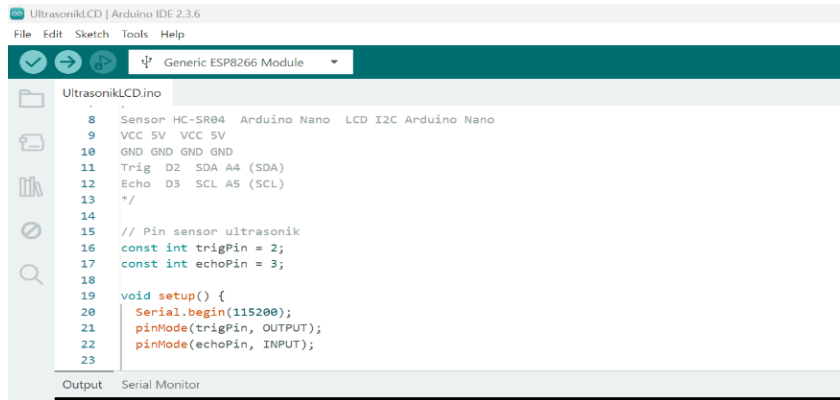 UltrasonikLCD | Arduino IDE 2.3.6
File Edit Sketch Tools Help
Generic ESP8266 Module
UltrasonikLCD.ino
8 Sensor HC-SR04 Arduino Nano LCD I2C Arduino Nano
9 VCC 5V VCC 5V
10 GND GND GND GND
11 Trig D2 SDA A4 (SDA)
12 Echo D3 SCL A5 (SCL)
13 */
14
15 // Pin sensor ultrasonik
16 const int trigPin = 2;
17 const int echoPin = 3;
18
19 void setup() {
20 Serial.begin(115200);
21 pinMode(trigPin, OUTPUT);
22 pinMode(echoPin, INPUT);
23
Output Serial Monitor